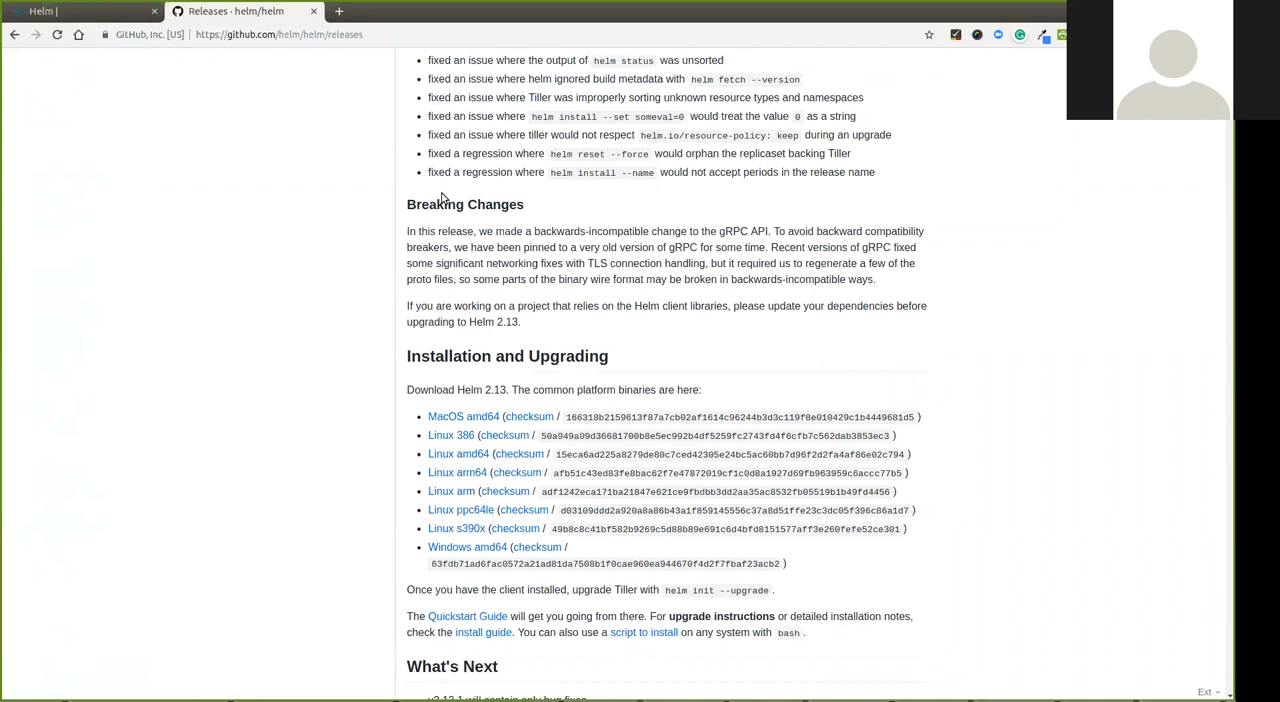 Helm |
Releases · helm/helm
GitHub, Inc. [US]
https://github.com/helm/helm/releases
fixed an issue where the output of helm status was unsorted
fixed an issue where helm ignored build metadata with helm fetch --version
fixed an issue where Tiller was improperly sorting unknown resource types and namespaces
fixed an issue where helm install --set someval=0 would treat the value 0 as a string
fixed an issue where tiller would not respect helm.io/resource-policy: keep during an upgrade
fixed a regression where helm reset --force would orphan the replicaset backing Tiller
fixed a regression where helm install --name would not accept periods in the release name
Breaking Changes
In this release, we made a backwards-incompatible change to the gRPC API. To avoid backward compatibility
breakers, we have been pinned to a very old version of gRPC for some time. Recent versions of gRPC fixed
some significant networking fixes with TLS connection handling, but it required us to regenerate a few of the
proto files, so some parts of the binary wire format may be broken in backwards-incompatible ways.
If you are working on a project that relies on the Helm client libraries, please update your dependencies before
upgrading to Helm 2.13.
Installation and Upgrading
Download Helm 2.13. The common platform binaries are here:
MacOS amd64 (checksum / 166318b2159613f87a7cb02af1614c96244b3d3c119f8e010429c1b4449681d5 )
Linux 386 (checksum / 50a949a09d36681700b8e5ec992b4df5259fc2743fd4f6cfb7c562dab3853ec3 )
Linux amd64 (checksum / 15eca6ad225a8279de80c7ced42305e24bc5ac60bb7d96f2d2fa4af86e02c794 )
Linux arm64 (checksum / afb51c43ed83fe8bac62f7e47872019cf1c0d8a1927d69fb963959c6accc77b5 )
Linux arm (checksum / adf1242eca171ba21847e621ce9fbdbb3dd2aa35ac8532fb05519b1b49fd4456 )
Linux ppc64le (checksum / d03109ddd2a920a8a86b43a1f859145556c37a8d51ffe23c3dc05f396c86a1d7 )
Linux s390x (checksum / 49b8c8c41bf582b9269c5d88b89e691c6d4bfd8151577aff3e260fefe52ce301 )
Windows amd64 (checksum /
63fdb71ad6fac0572a21ad81da7508b1f0cae960ea944670f4d2f7fbaf23acb2 )
Once you have the client installed, upgrade Tiller with helm init --upgrade .
The Quickstart Guide will get you going from there. For upgrade instructions or detailed installation notes,
check the install guide. You can also use a script to install on any system with bash .
What's Next
v2.13.1 will contain only bug fixes
Ext